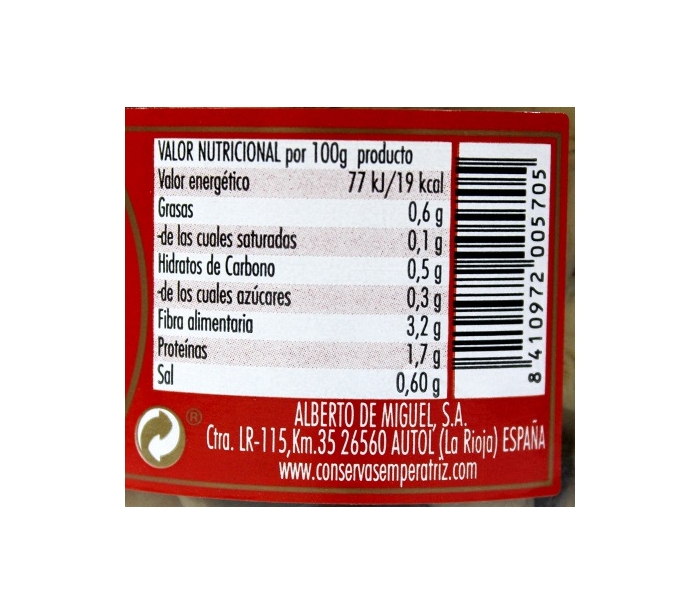 VALOR NUTRICIONAL por 100g producto
Valor energético 77 kJ/19 kcal
Grasas 0,6 g
-de las cuales saturadas 0,1 g
Hidratos de Carbono 0,5 g
-de los cuales azúcares 0,3 g
Fibra alimentaria 3,2 g
Proteínas 1,7 g
Sal 0,60 g
8 410972 005705
®
ALBERTO DE MIGUEL, S.A.
Ctra. LR-115,Km.35 26560 AUTOL (La Rioja) ESPAÑA
www.conservasemperatriz.com